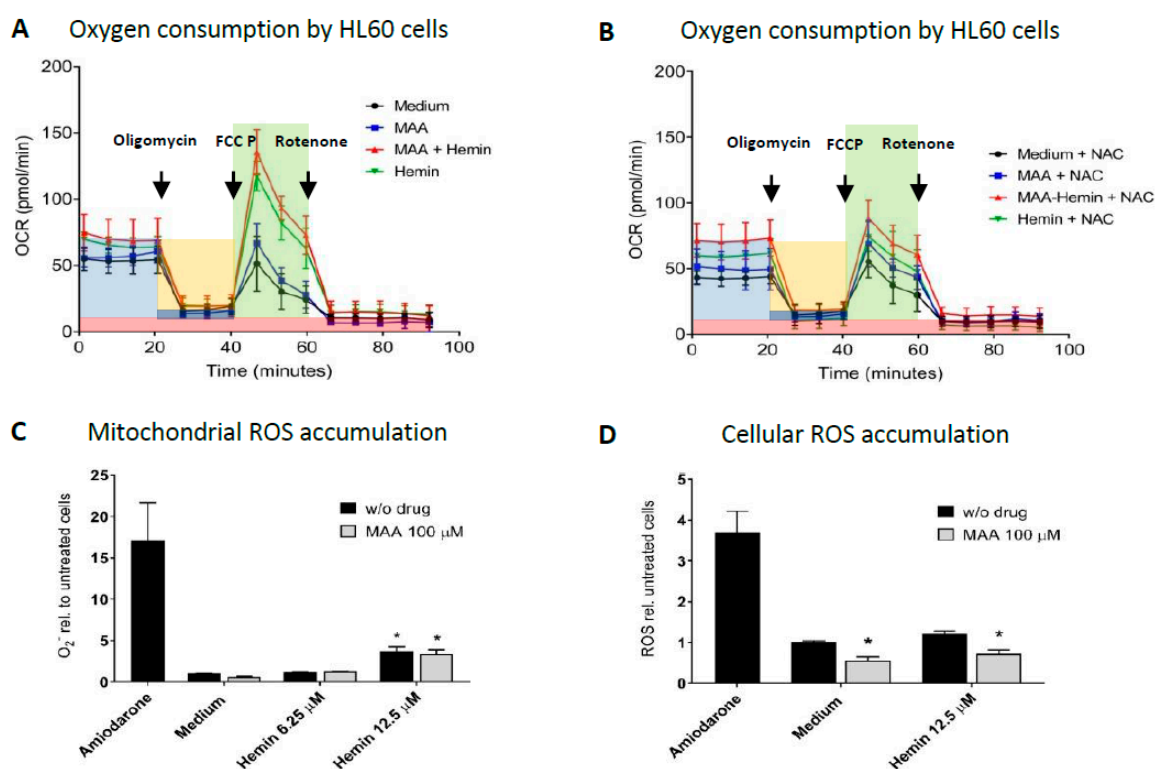 A Oxygen consumption by HL60 cells
200
150
100
50
0
OCR (pmol/min)
Medium
MAA
MAA + Hemin
Hemin
Oligomycin FCC P Rotenone
0 20 40 60 80 100
Time (minutes)
B Oxygen consumption by HL60 cells
200
150
100
50
0
OCR (pmol/min)
Medium + NAC
MAA + NAC
MAA-Hemin + NAC
Hemin + NAC
Oligomycin FCCP Rotenone
0 20 40 60 80 100
Time (minutes)
C Mitochondrial ROS accumulation
25
20
15
10
5
0
O2- rel. to untreated cells
w/o drug
MAA 100 µM
* *
Amiodarone
Medium
Hemin 6.25 µM
Hemin 12.5 µM
D Cellular ROS accumulation
5
4
3
2
1
0
ROS rel. untreated cells
w/o drug
MAA 100 µM
* *
Amiodarone
Medium
Hemin 12.5 µM